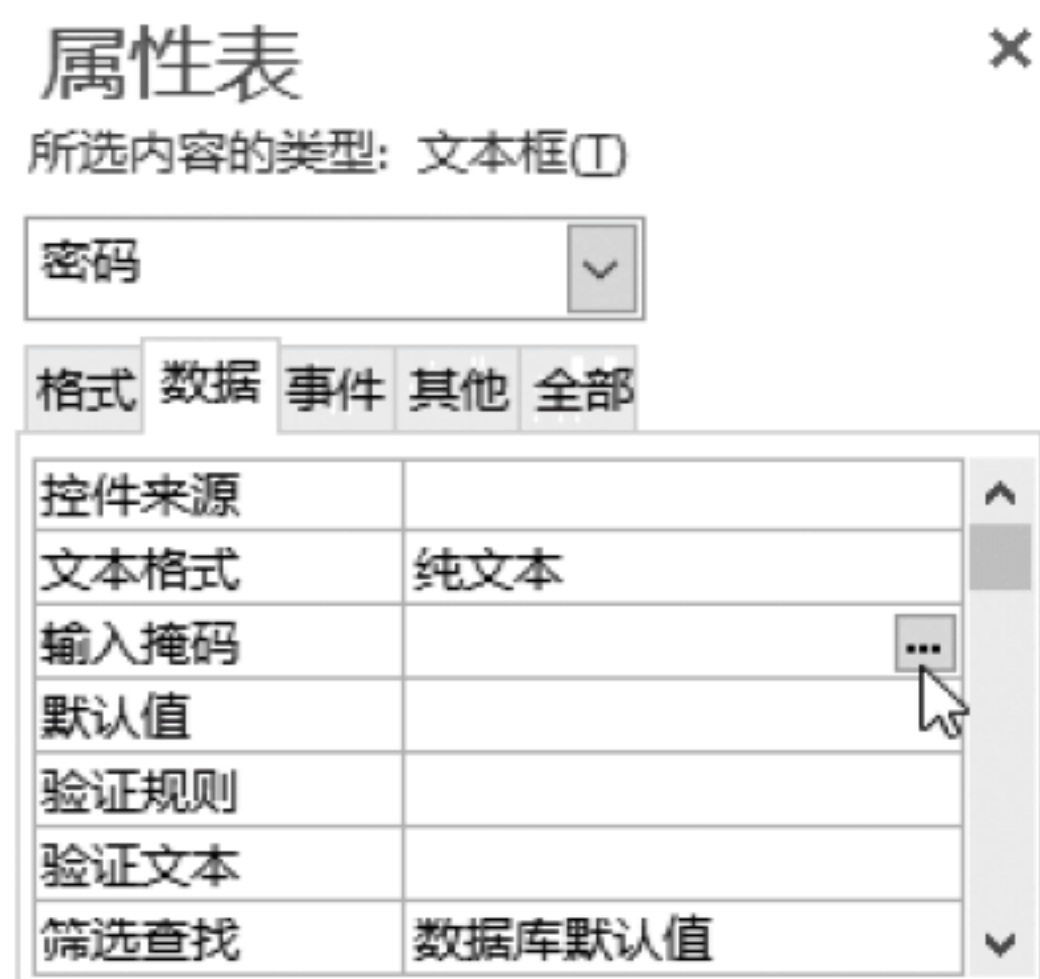 属性表
所选内容的类型: 文本框(T)
密码
格式 数据 事件 其他 全部
控件来源
文本格式 纯文本
输入掩码 ...
默认值
验证规则
验证文本
筛选查找 数据库默认值